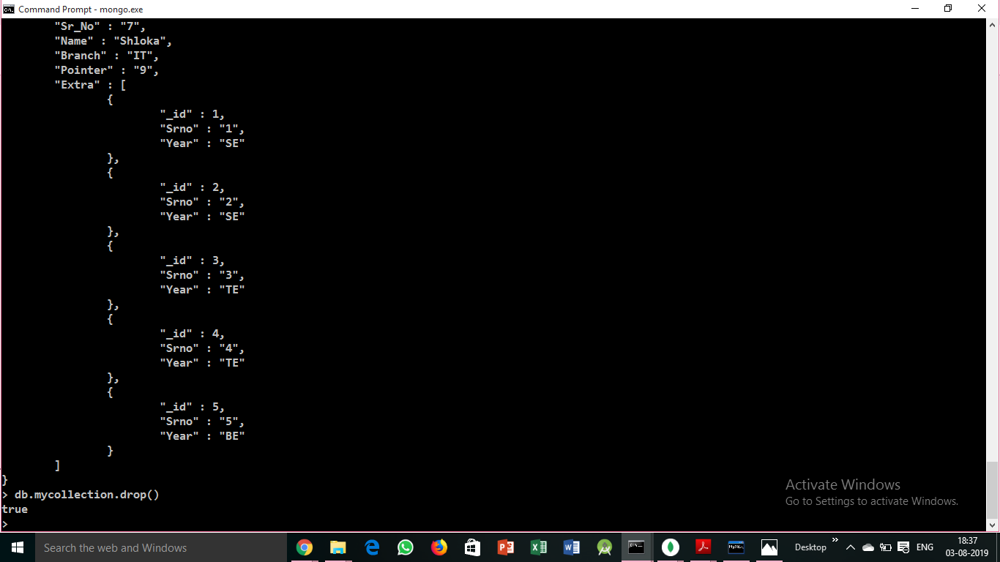 Command Prompt - mongo.exe
"Sr_No" : "7",
"Name" : "Shloka",
"Branch" : "IT",
"Pointer" : "9",
"Extra" : [
{
"_id" : 1,
"Srno" : "1",
"Year" : "SE"
},
{
"_id" : 2,
"Srno" : "2",
"Year" : "SE"
},
{
"_id" : 3,
"Srno" : "3",
"Year" : "TE"
},
{
"_id" : 4,
"Srno" : "4",
"Year" : "TE"
},
{
"_id" : 5,
"Srno" : "5",
"Year" : "BE"
}
]
}
> db.mycollection.drop()
true
>
Activate Windows
Go to Settings to activate Windows.
Search the web and Windows
Desktop
ENG
18:37
03-08-2019